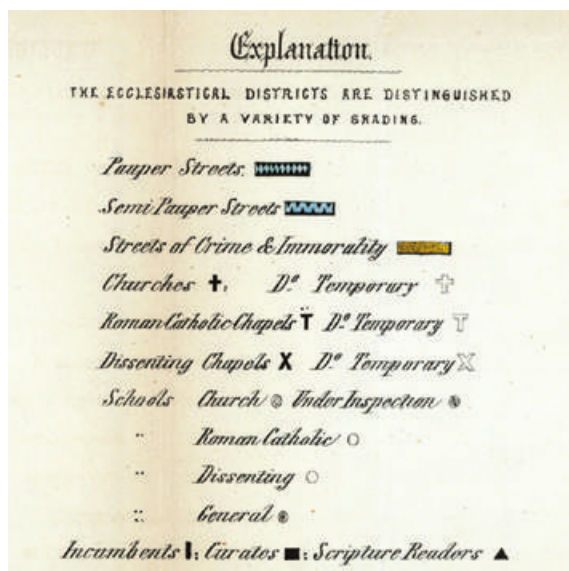 Explanation.
THE ECCLESIASTICAL DISTRICTS ARE DISTINGUISHED
BY A VARIETY OF SHADING.
Pauper Streets.
Semi Pauper Streets
Streets of Crime & Immorality
Churches ✝: Do. Temporary
Roman Catholic Chapels T Do. Temporary T
Dissenting Chapels X Do. Temporary X
Schools Church Under Inspection
" Roman Catholic
" Dissenting
" General
Incumbents ▮: Curates ■: Scripture Readers ▲